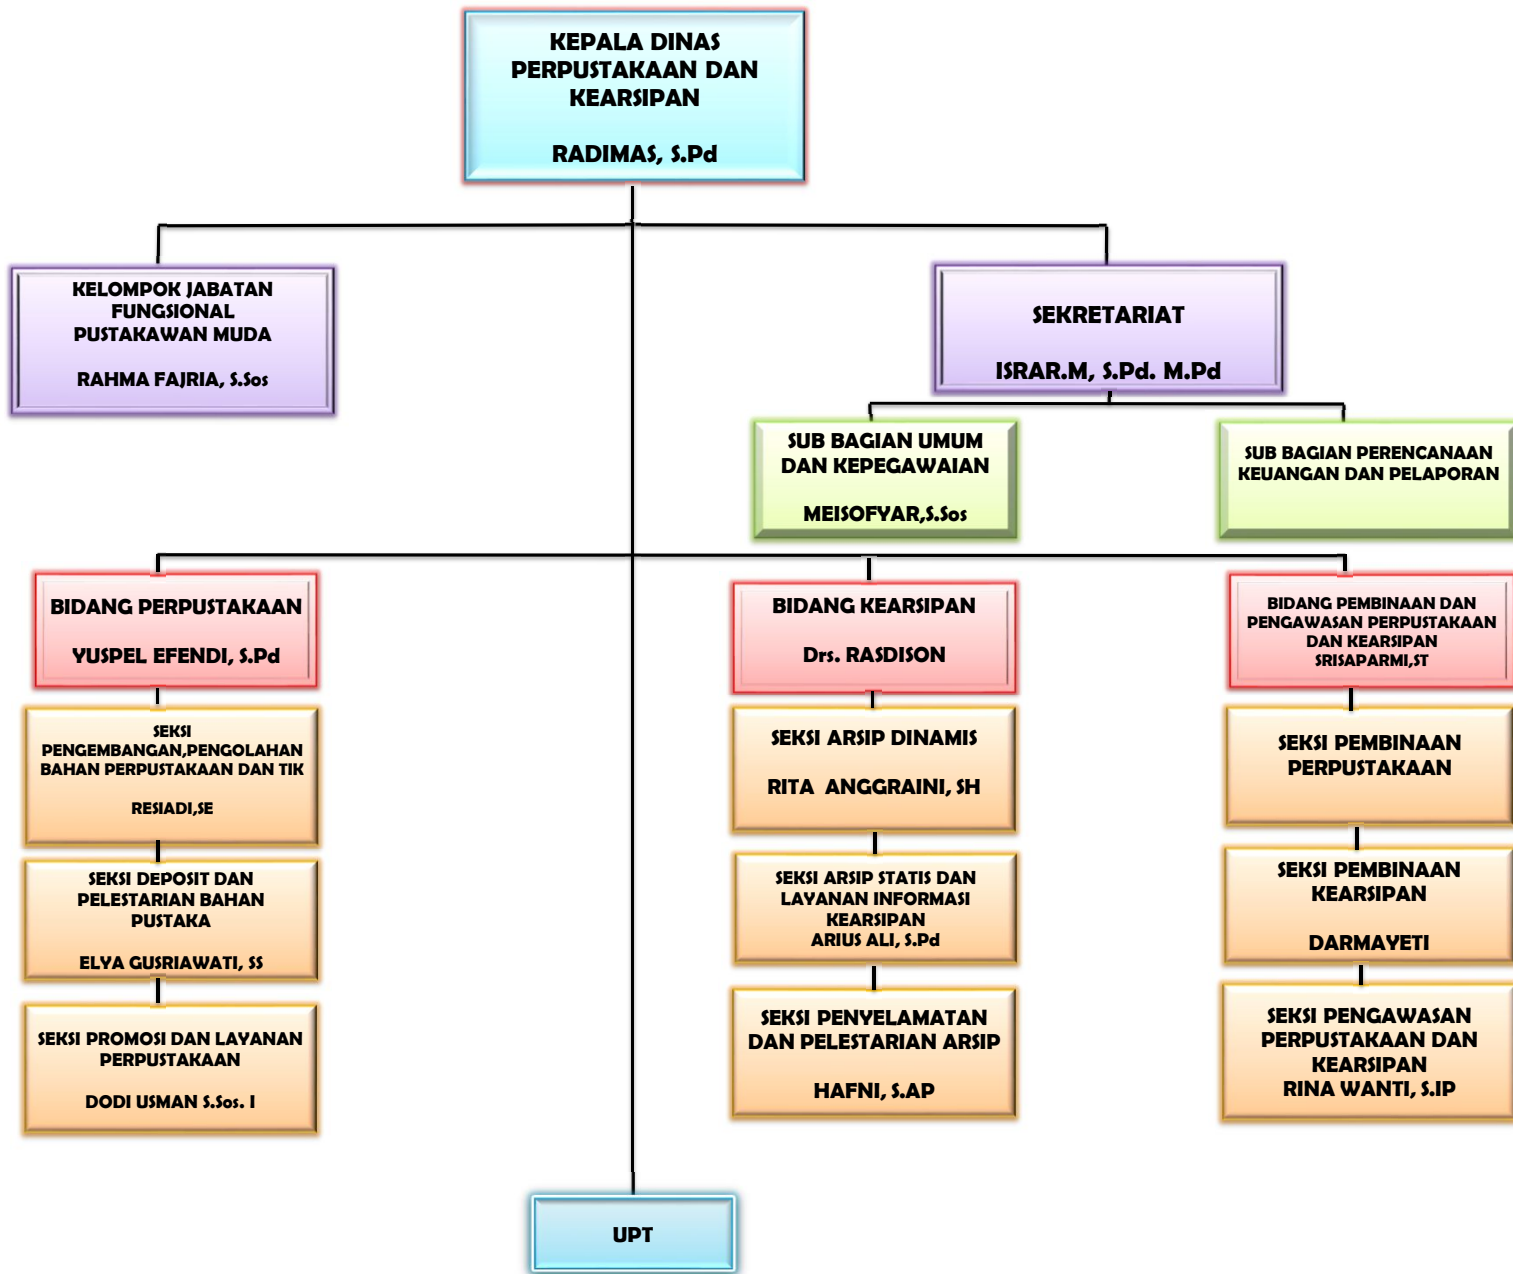 KEPALA DINAS
PERPUSTAKAAN DAN
KEARSIPAN
RADIMAS, S.Pd
KELOMPOK JABATAN
FUNGSIONAL
PUSTAKAWAN MUDA
RAHMA FAJRIA, S.Sos
SEKRETARIAT
ISRAR.M, S.Pd. M.Pd
SUB BAGIAN UMUM
DAN KEPEGAWAIAN
MEISOFYAR,S.Sos
SUB BAGIAN PERENCANAAN
KEUANGAN DAN PELAPORAN
BIDANG PERPUSTAKAAN
YUSPEL EFENDI, S.Pd
BIDANG KEARSIPAN
Drs. RASDISON
BIDANG PEMBINAAN DAN
PENGAWASAN PERPUSTAKAAN
DAN KEARSIPAN
SRISAPARMI,ST
SEKSI
PENGEMBANGAN,PENGOLAHAN
BAHAN PERPUSTAKAAN DAN TIK
RESIADI,SE
SEKSI ARSIP DINAMIS
RITA  ANGGRAINI, SH
SEKSI PEMBINAAN
PERPUSTAKAAN
SEKSI DEPOSIT DAN
PELESTARIAN BAHAN
PUSTAKA
ELYA GUSRIAWATI, SS
SEKSI ARSIP STATIS DAN
LAYANAN INFORMASI
KEARSIPAN
ARIUS ALI, S.Pd
SEKSI PEMBINAAN
KEARSIPAN
DARMAYETI
SEKSI PROMOSI DAN LAYANAN
PERPUSTAKAAN
DODI USMAN S.Sos. I
SEKSI PENYELAMATAN
DAN PELESTARIAN ARSIP
HAFNI, S.AP
SEKSI PENGAWASAN
PERPUSTAKAAN DAN
KEARSIPAN
RINA WANTI, S.IP
UPT